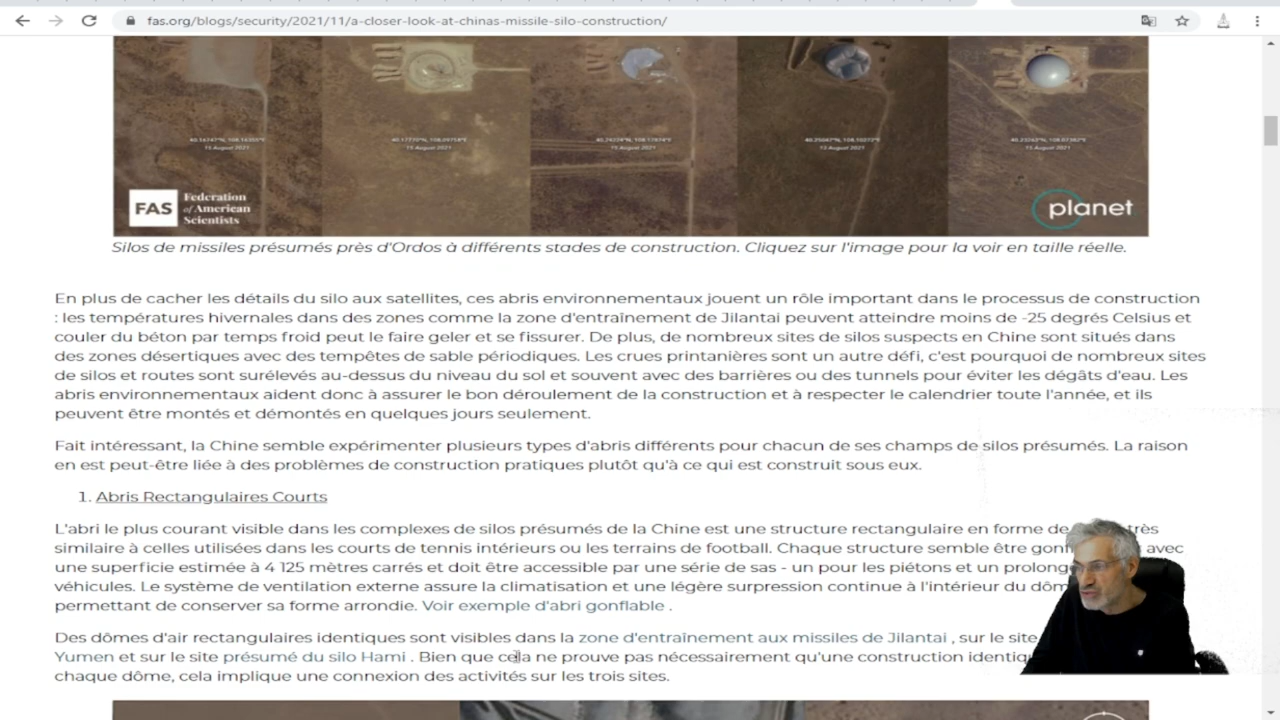 fas.org/blogs/security/2021/11/a-closer-look-at-chinas-missile-silo-construction/
15 August 2021
15 August 2021
15 August 2021
FAS Federation of American Scientists
planet
Silos de missiles présumés près d'Ordos à différents stades de construction. Cliquez sur l'image pour la voir en taille réelle.
En plus de cacher les détails du silo aux satellites, ces abris environnementaux jouent un rôle important dans le processus de construction
: les températures hivernales dans des zones comme la zone d'entraînement de Jilantai peuvent atteindre moins de -25 degrés Celsius et
couler du béton par temps froid peut le faire geler et se fissurer. De plus, de nombreux sites de silos suspects en Chine sont situés dans
des zones désertiques avec des tempêtes de sable périodiques. Les crues printanières sont un autre défi, c'est pourquoi de nombreux sites
de silos et routes sont surélevés au-dessus du niveau du sol et souvent avec des barrières ou des tunnels pour éviter les dégâts d'eau. Les
abris environnementaux aident donc à assurer le bon déroulement de la construction et à respecter le calendrier toute l'année, et ils
peuvent être montés et démontés en quelques jours seulement.
Fait intéressant, la Chine semble expérimenter plusieurs types d'abris différents pour chacun de ses champs de silos présumés. La raison
en est peut-être liée à des problèmes de construction pratiques plutôt qu'à ce qui est construit sous eux.
1. Abris Rectangulaires Courts
L'abri le plus courant visible dans les complexes de silos présumés de la Chine est une structure rectangulaire en forme de très
similaire à celles utilisées dans les courts de tennis intérieurs ou les terrains de football. Chaque structure semble être avec
une superficie estimée à 4 125 mètres carrés et doit être accessible par une série de sas - un pour les piétons et un
véhicules. Le système de ventilation externe assure la climatisation et une légère surpression continue à l'intérieur du
permettant de conserver sa forme arrondie. Voir exemple d'abri gonflable .
Des dômes d'air rectangulaires identiques sont visibles dans la zone d'entraînement aux missiles de Jilantai , sur le site
Yumen et sur le site présumé du silo Hami . Bien que cela ne prouve pas nécessairement qu'une construction
chaque dôme, cela implique une connexion des activités sur les trois sites.